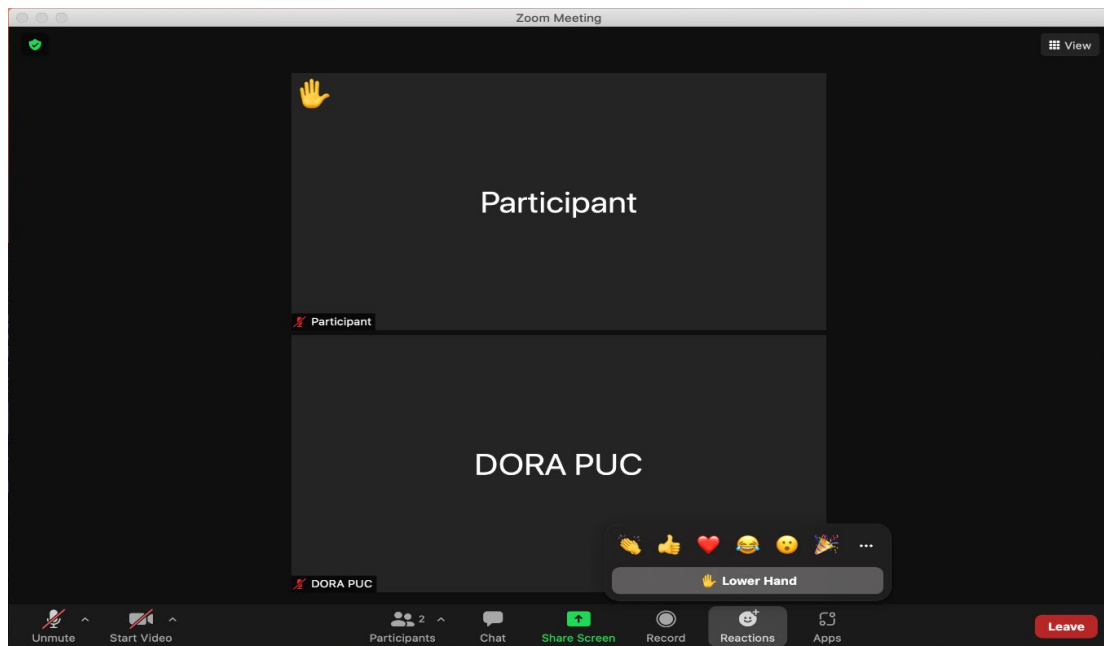 Zoom Meeting
View
Participant
Participant
DORA PUC
DORA PUC
Lower Hand
2
Unmute
Start Video
Participants
Chat
Share Screen
Record
Reactions
Apps
Leave